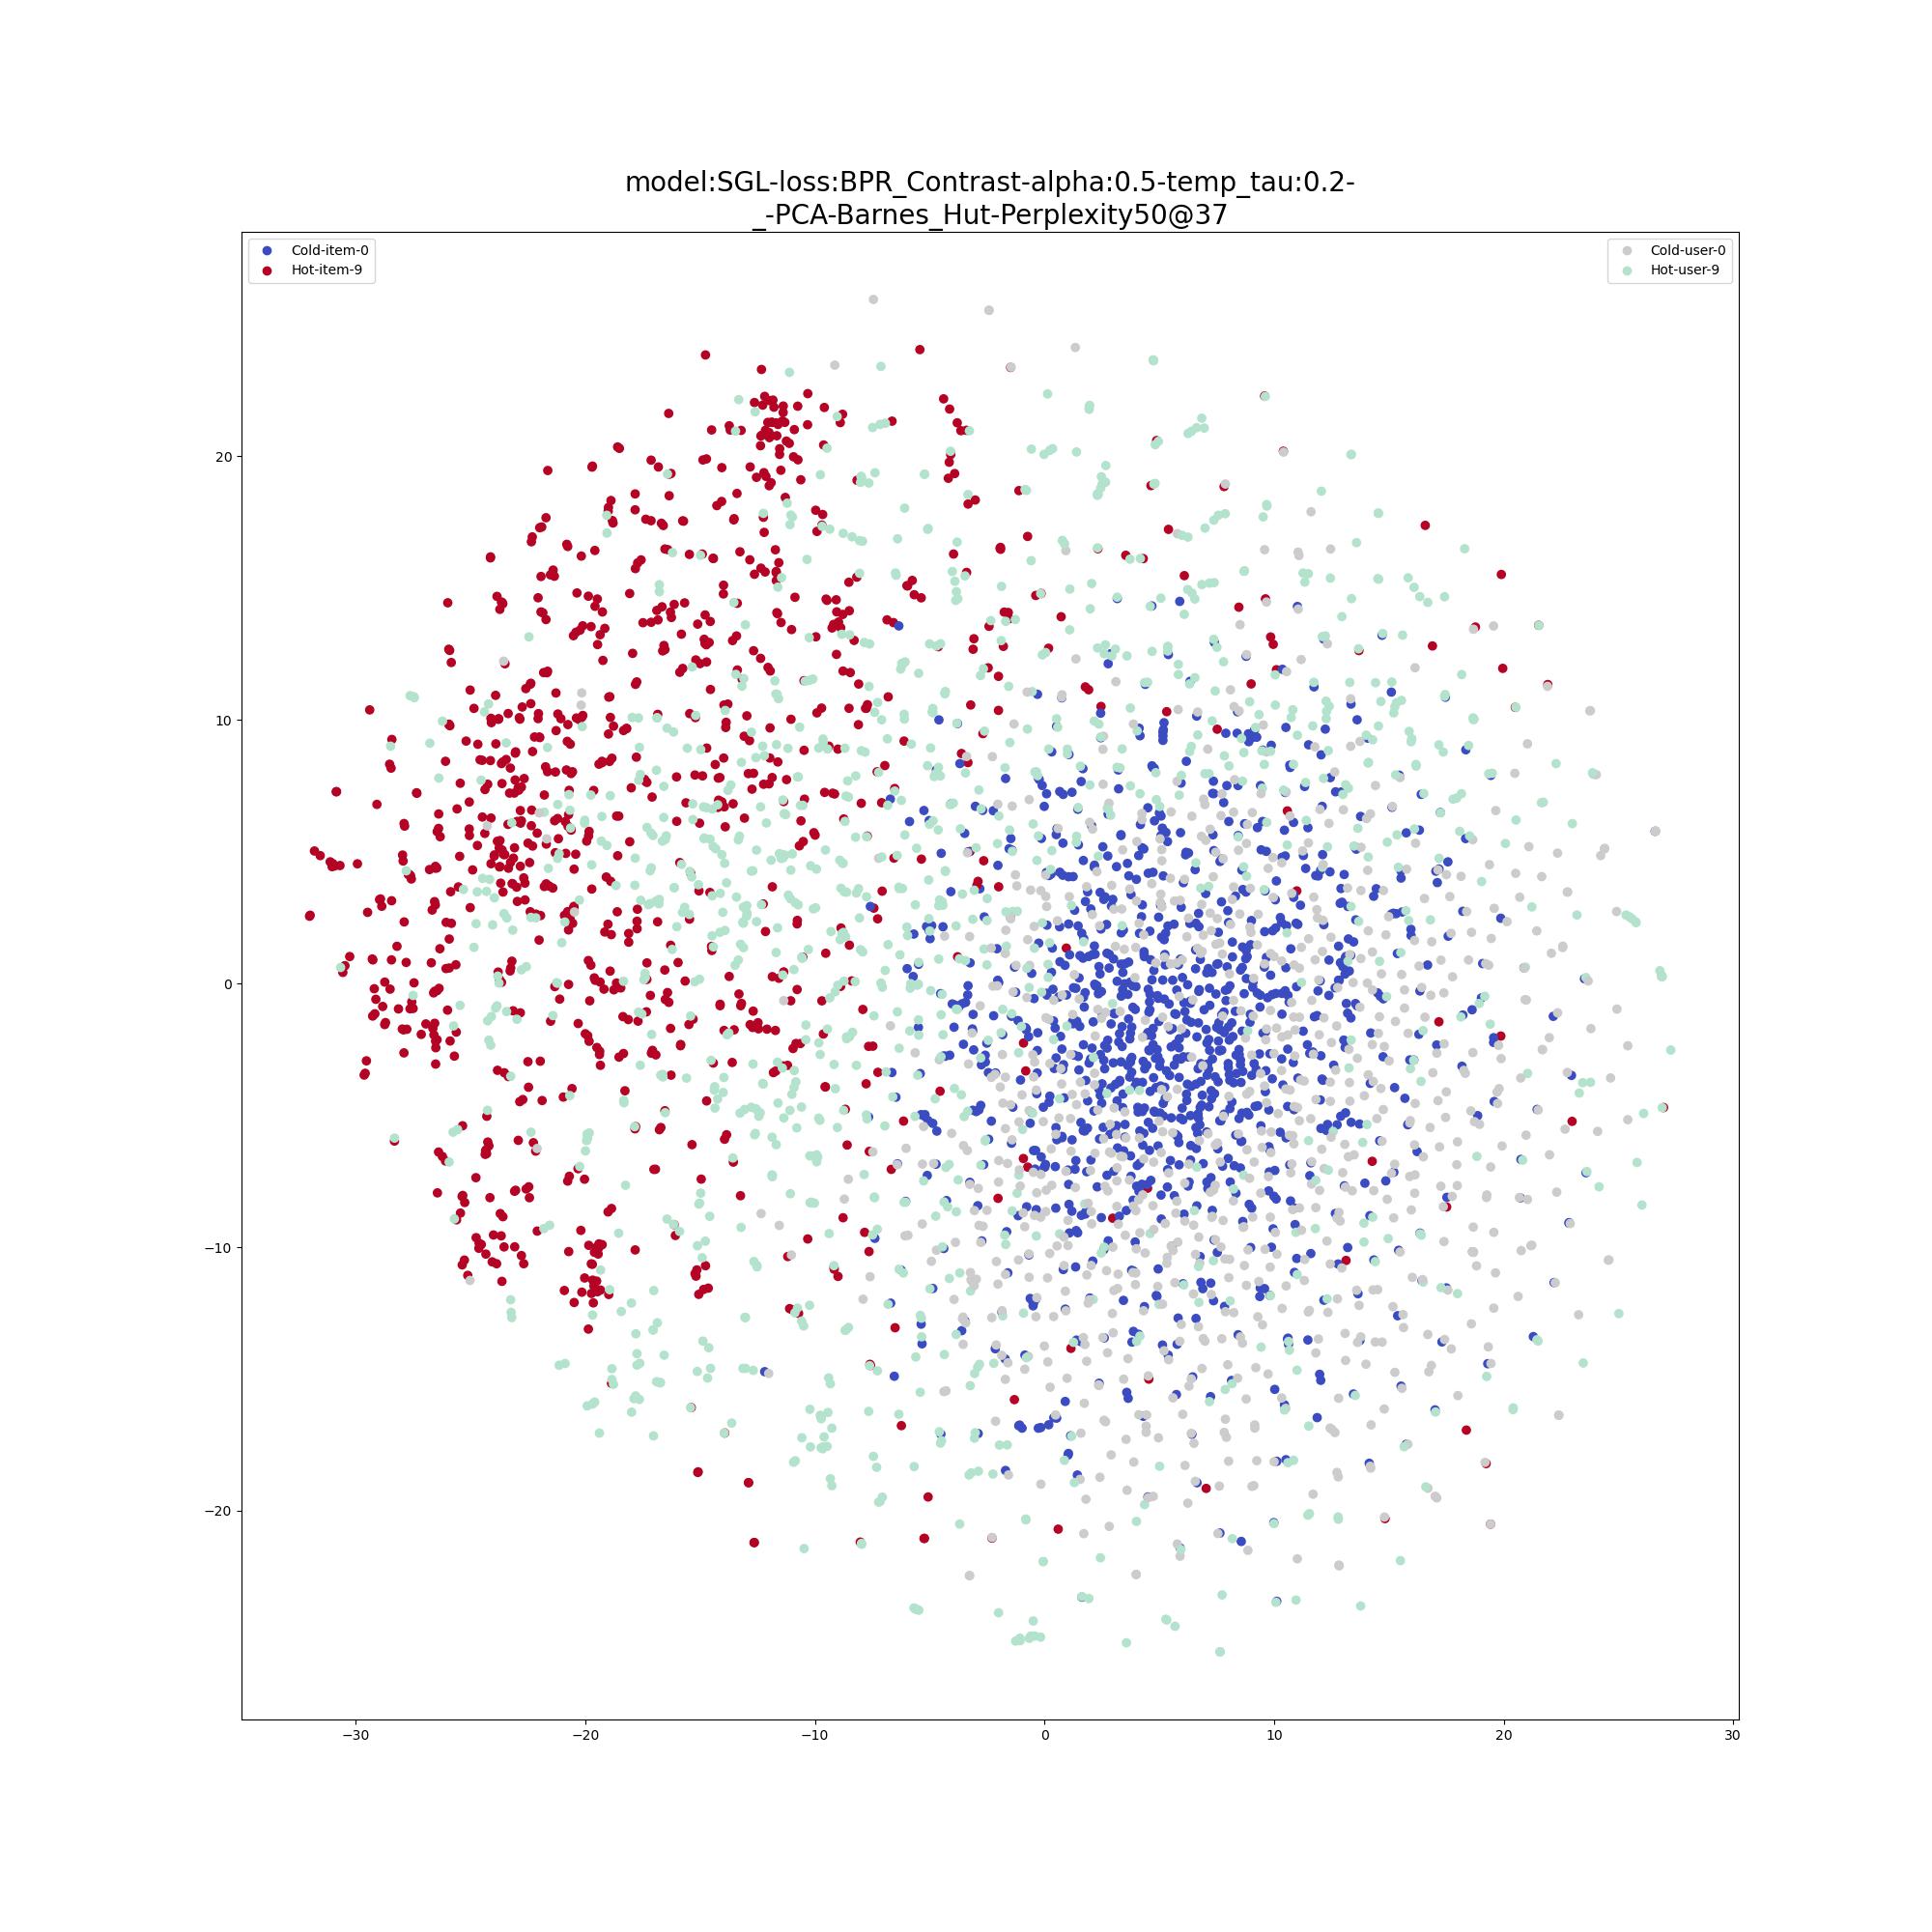 model:SGL-loss:BPR_Contrast-alpha:0.5-temp_tau:0.2-
_-PCA-Barnes_Hut-Perplexity50@37
Cold-item-0
Hot-item-9
Cold-user-0
Hot-user-9
20
10
0
−10
−20
−30
−20
−10
0
10
20
30